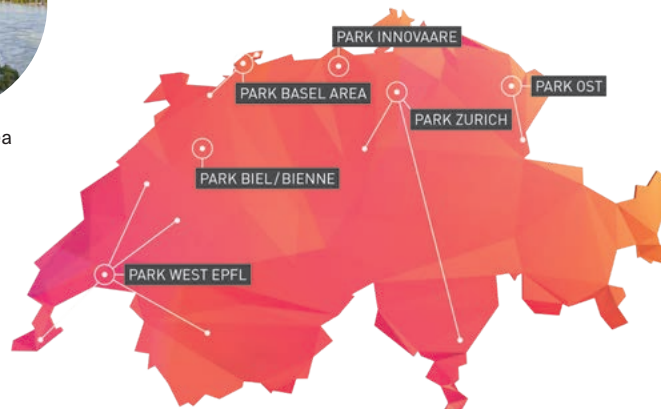 PARK INNOVAARE
PARK BASEL AREA
PARK OST
PARK ZURICH
a
PARK BIEL/BIENNE
PARK WEST EPFL